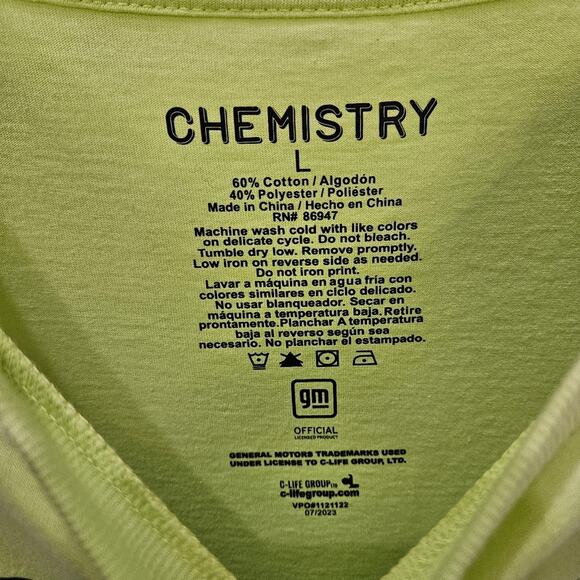 CHEMISTRY
L
60% Cotton / Algodón
40% Polyester / Poliéster
Made in China / Hecho en China
RN# 86947
Machine wash cold with like colors
on delicate cycle. Do not bleach.
Tumble dry low. Remove promptly.
Low iron on reverse side as needed.
Do not iron print.
Lavar a máquina en agua fría con
colores similares en ciclo delicado.
No usar blanqueador. Secar en
máquina a temperatura baja. Retire
prontamente.Planchar A temperatura
baja al reverso según sea
necesario. No planchar el estampado.
gm
OFFICIAL
LICENSED PRODUCT
GENERAL MOTORS TRADEMARKS USED
UNDER LICENSE TO C-LIFE GROUP, LTD.
C-LIFE GROUP LTD
c-lifegroup.com
VPO#1121122
07/2023